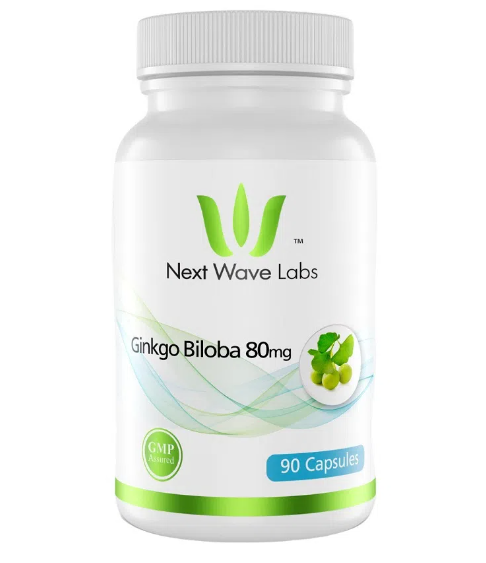 ™
Next Wave Labs
Ginkgo Biloba 80mg
GMP
Assured
90 Capsules